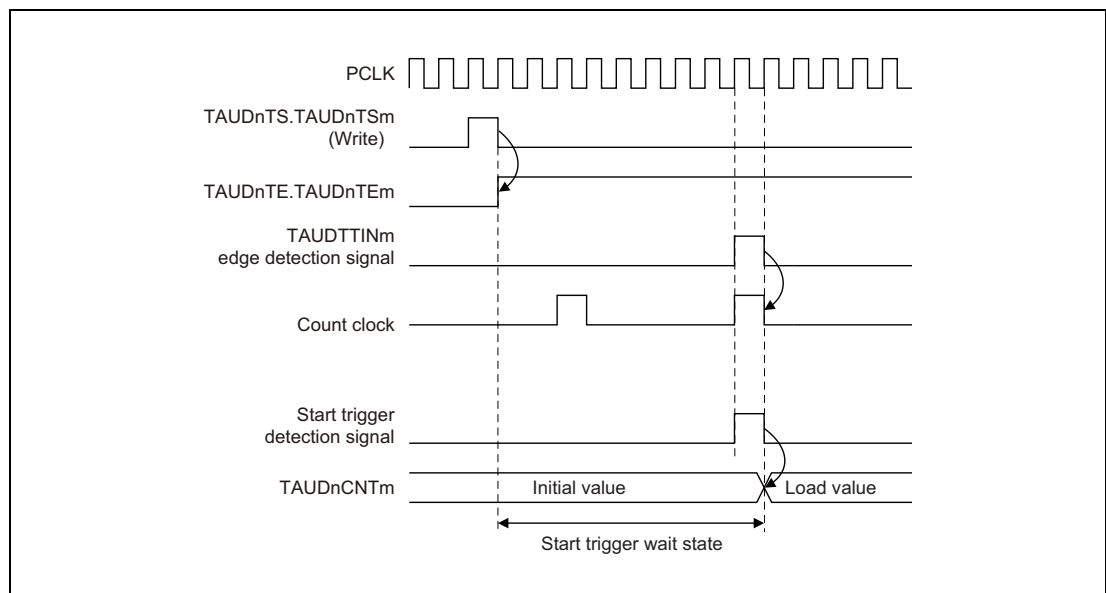 PCLK
TAUDnTS.TAUDnTSm
(Write)
TAUDnTE.TAUDnTEm
TAUDTTINm
edge detection signal
Count clock
Start trigger
detection signal
TAUDnCNTm
Initial value
Load value
Start trigger wait state